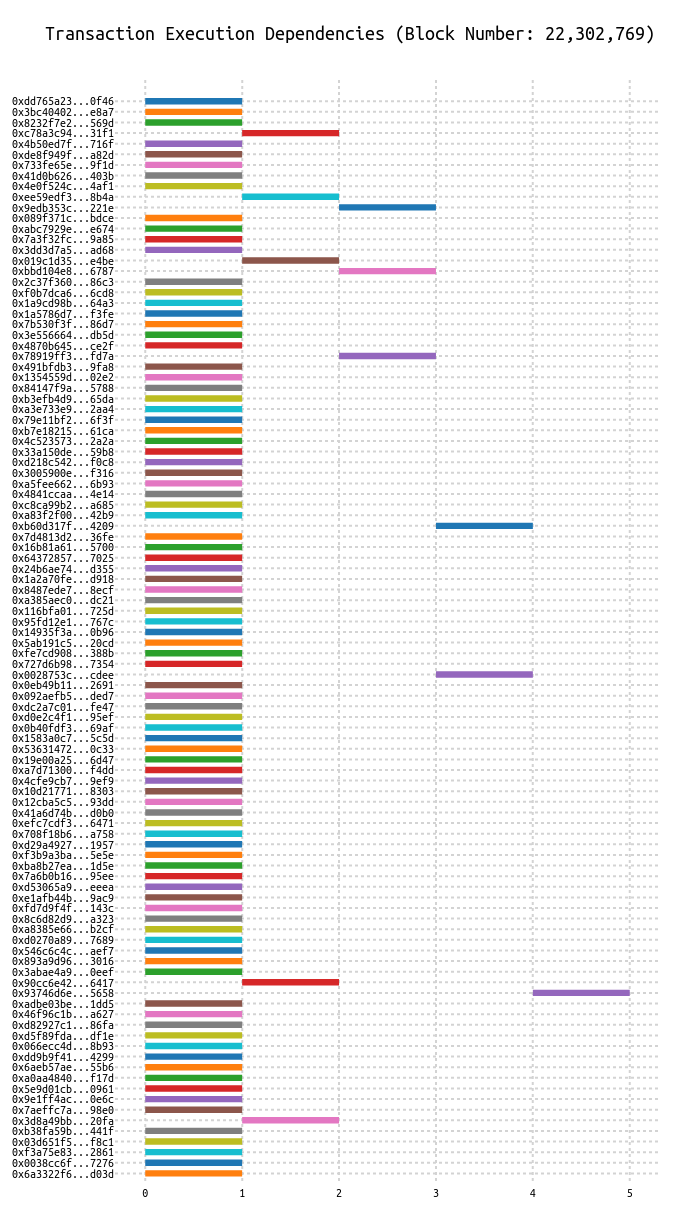 Transaction Execution Dependencies (Block Number: 22,302,769)
0xdd765a23...0f46
0x3bc40402...e8a7
0x8232f7e2...569d
0xc78a3c94...31f1
0x4b50ed7f...716f
0xde8f949f...a82d
0x733fe65e...9f1d
0x41d0b626...403b
0x4e0f524c...4af1
0xee59edf3...8b4a
0x9edb353c...221e
0x089f371c...bdce
0xabc7929e...e674
0x7a3f32fc...9a85
0x3dd3d7a5...ad68
0x019c1d35...e4be
0xbbd104e8...6787
0x2c37f360...86c3
0xf0b7dca6...6cd8
0x1a9cd98b...64a3
0x1a5786d7...f3fe
0x7b530f3f...86d7
0x3e556664...db5d
0x4870b645...ce2f
0x78919ff3...fd7a
0x491bfdb3...9fa8
0x1354559d...02e2
0x84147f9a...5788
0xb3efb4d9...65da
0xa3e733e9...2aa4
0x79e11bf2...6f3f
0xb7e18215...61ca
0x4c523573...2a2a
0x33a150de...59b8
0xd218c542...f0c8
0x3005900e...f316
0xa5fee662...6b93
0x4841ccaa...4e14
0xc8ca99b2...a685
0xa83f2f00...42b9
0xb60d317f...4209
0x7d4813d2...36fe
0x16b81a61...5700
0x64372857...7025
0x24b6ae74...d355
0x1a2a70fe...d918
0x8487ede7...8ecf
0xa385aec0...dc21
0x116bfa01...725d
0x95fd12e1...767c
0x14935f3a...0b96
0x5ab191c5...20cd
0xfe7cd908...388b
0x727d6b98...7354
0x0028753c...cdee
0x0eb49b11...2691
0x092aefb5...ded7
0xdc2a7c01...fe47
0xd0e2c4f1...95ef
0x0b40fdf3...69af
0x1583a0c7...5c5d
0x53631472...0c33
0x19e00a25...6d47
0xa7d71300...f4dd
0x4cfe9cb7...9ef9
0x10d21771...8303
0x12cba5c5...93dd
0x41a6d74b...d0b0
0xefc7cdf3...6471
0x708f18b6...a758
0xd29a4927...1957
0xf3b9a3ba...5e5e
0xba8b27ea...1d5e
0x7a6b0b16...95ee
0xd53065a9...eeea
0xe1afb44b...9ac9
0xfd7d9f4f...143c
0x8c6d82d9...a323
0xa8385e66...b2cf
0xd0270a89...7689
0x546c6c4c...aef7
0x893a9d96...3016
0x3abae4a9...0eef
0x90cc6e42...6417
0x93746d6e...5658
0xadbe03be...1dd5
0x46f96c1b...a627
0xd82927c1...86fa
0xd5f89fda...df1e
0x066ecc4d...8b93
0xdd9b9f41...4299
0x6aeb57ae...55b6
0xa0aa4840...f17d
0x5e9d01cb...0961
0x9e1ff4ac...0e6c
0x7aeffc7a...98e0
0x3d8a49bb...20fa
0xb38fa59b...441f
0x03d651f5...f8c1
0xf3a75e83...2861
0x0038cc6f...7276
0x6a3322f6...d03d
0 1 2 3 4 5